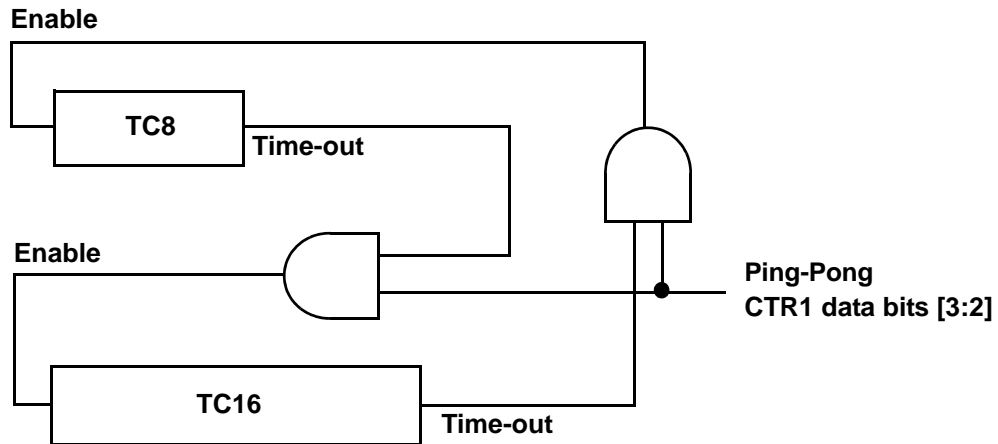 Enable
TC8
Time-out
Enable
Ping-Pong
CTR1 data bits [3:2]
TC16
Time-out